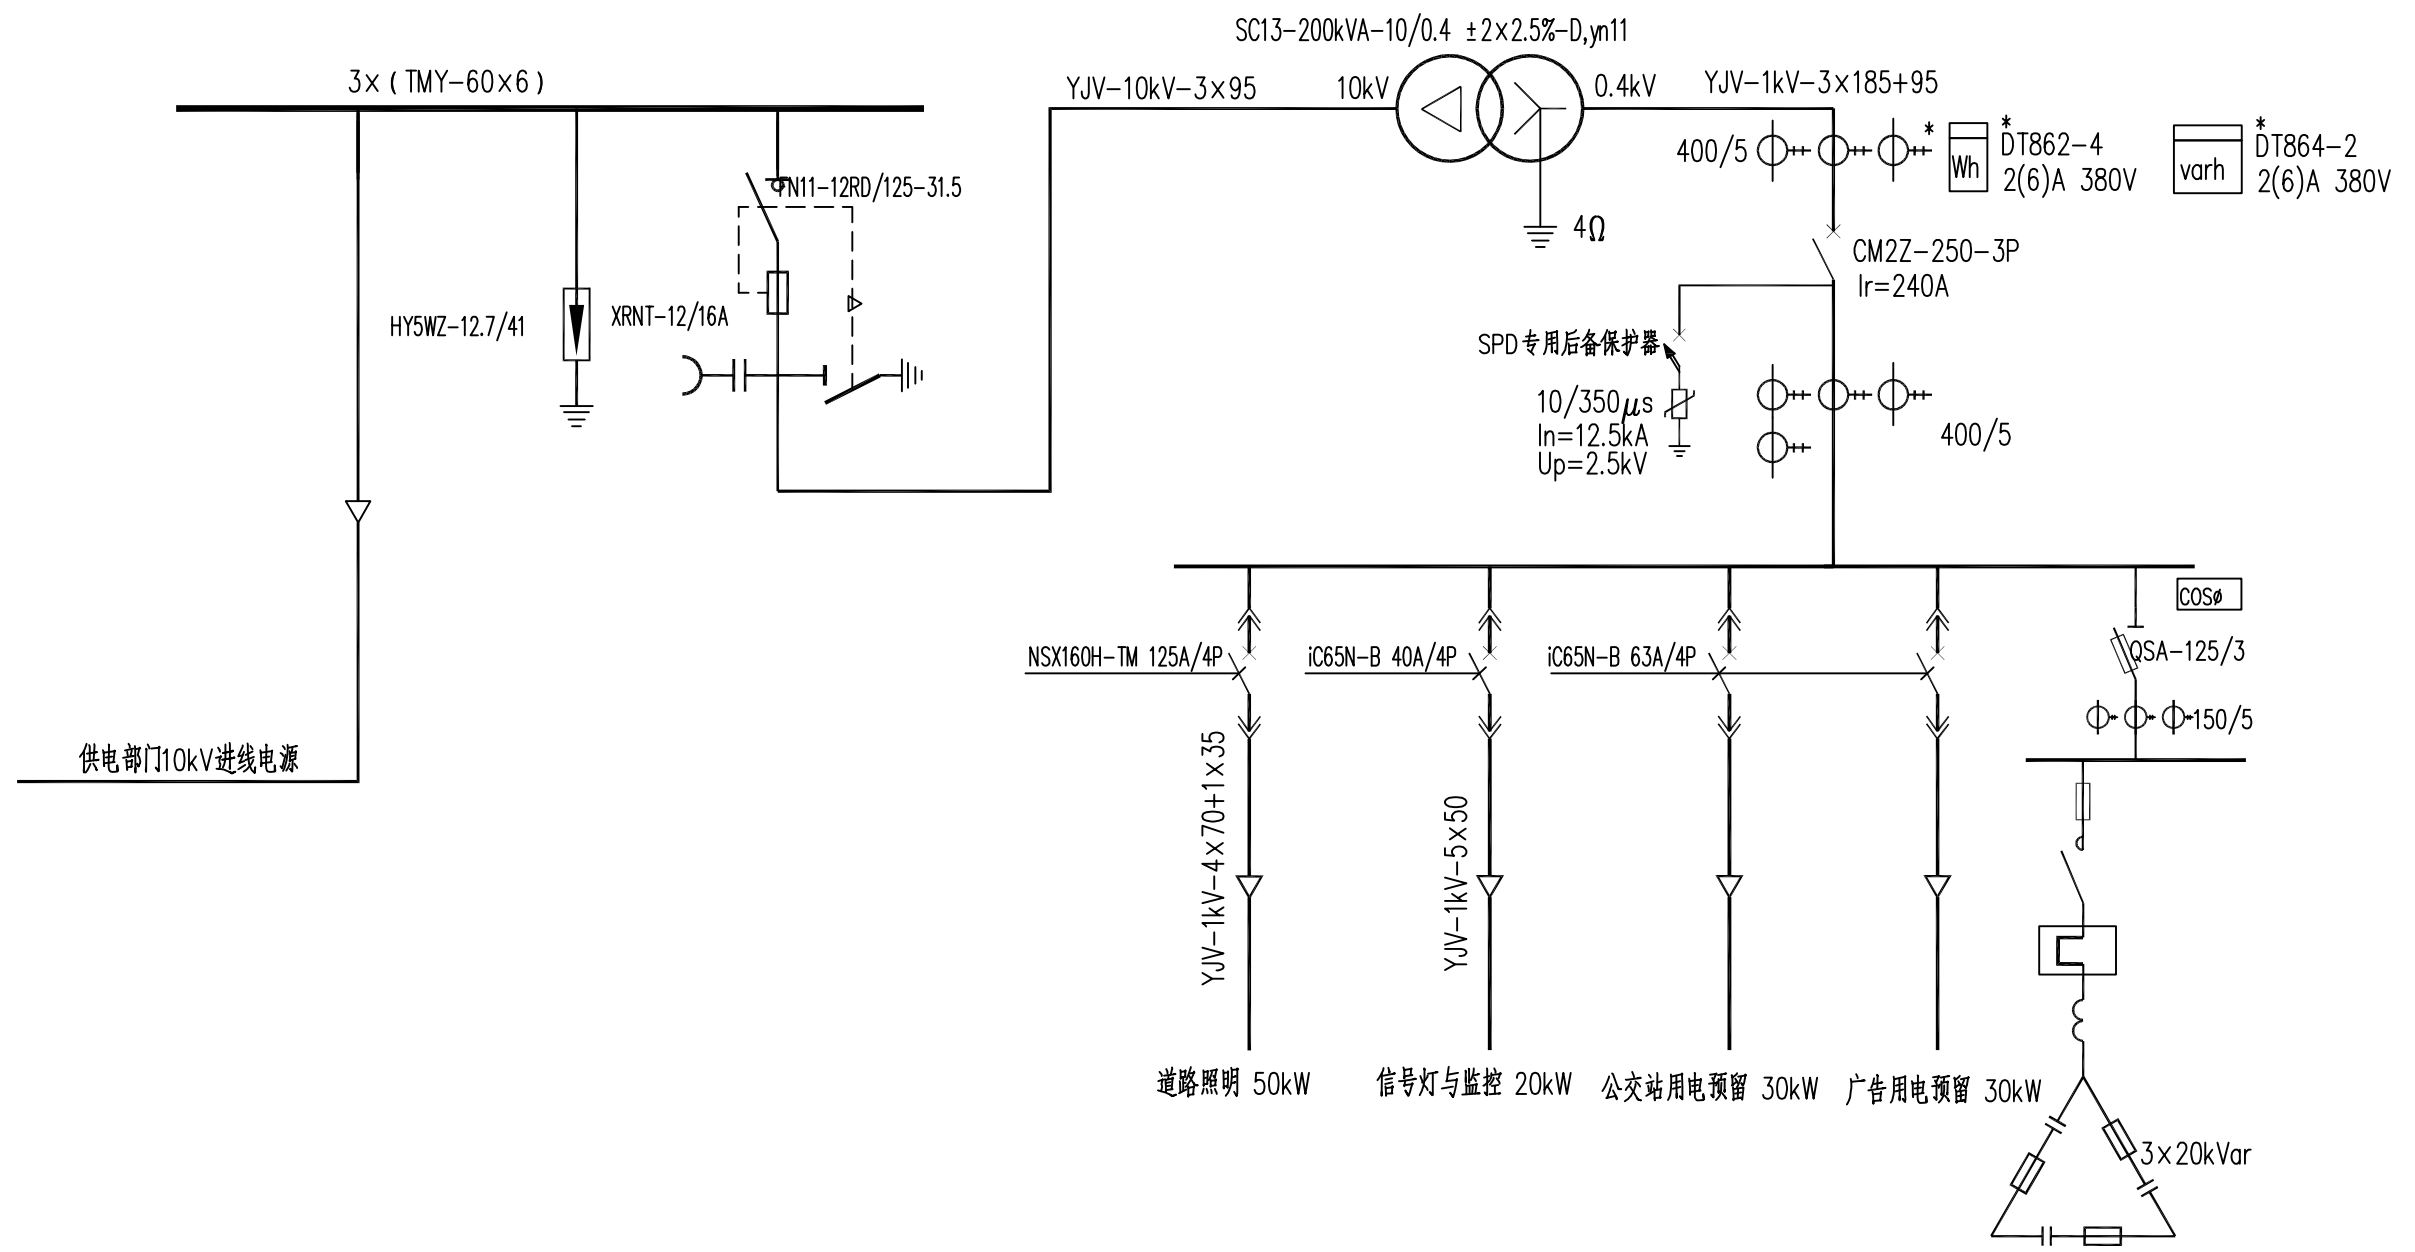 SC13-200kVA-10/0.4 ±2×2.5%-D,yn11
3×(TMY-60×6)
YJV-10kV-3×95
10kV
0.4kV
YJV-1kV-3×185+95
400/5
*
Wh
*
DT862-4
2(6)A 380V
varh
*
DT864-2
2(6)A 380V
FN11-12RD/125-31.5
4Ω
CM2Z-250-3P
Ir=240A
HY5WZ-12.7/41
XRNT-12/16A
SPD专用后备保护器
10/350μs
In=12.5kA
Up=2.5kV
400/5
COSø
NSX160H-TM 125A/4P
iC65N-B 40A/4P
iC65N-B 63A/4P
QSA-125/3
150/5
供电部门10kV进线电源
YJV-1kV-4×70+1×35
YJV-1kV-5×50
道路照明 50kW
信号灯与监控 20kW
公交站用电预留 30kW
广告用电预留 30kW
3×20kVar